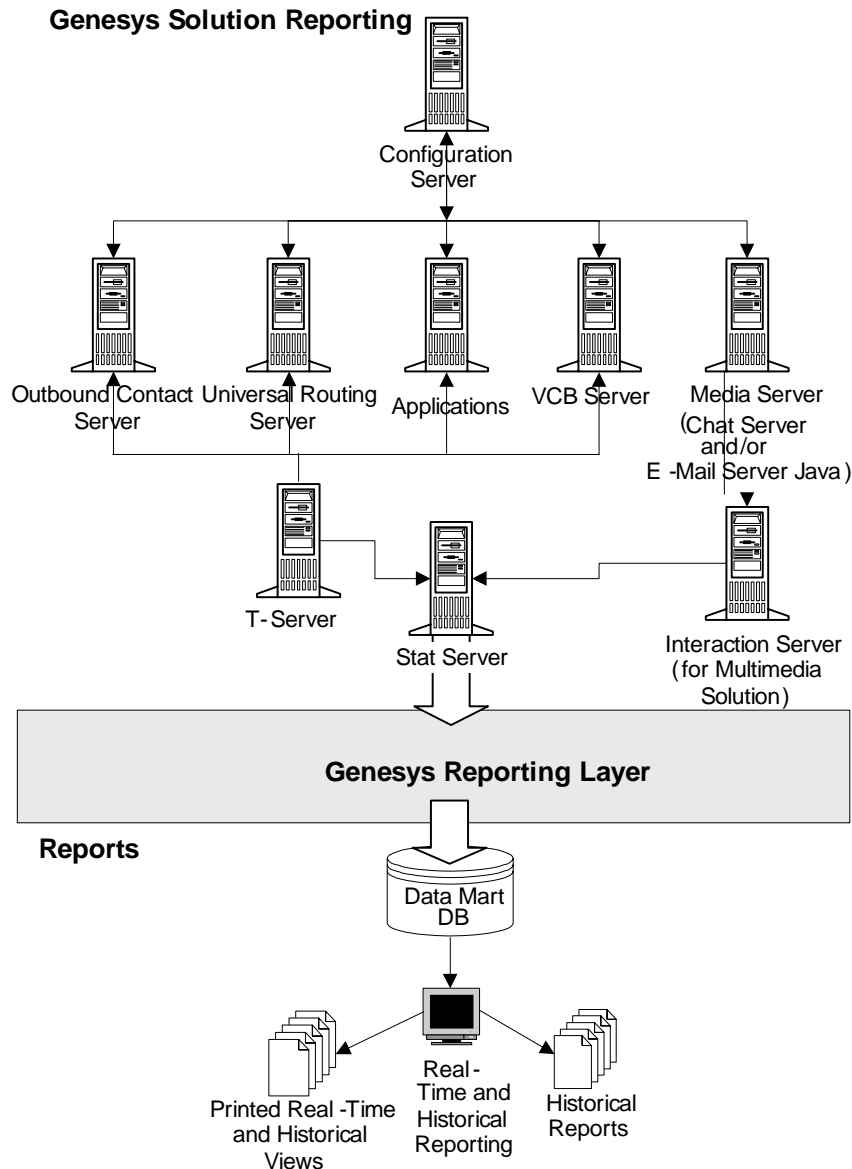 Genesys Solution Reporting
Configuration
Server
Outbound Contact
Server
Universal Routing
Server
Applications
VCB Server
Media Server
(Chat Server
and/or
E -Mail Server Java)
T-Server
Stat Server
Interaction Server
(for Multimedia
Solution)
Genesys Reporting Layer
Reports
Data Mart
DB
Printed Real -Time
and Historical
Views
Real -
Time and
Historical
Reporting
Historical
Reports